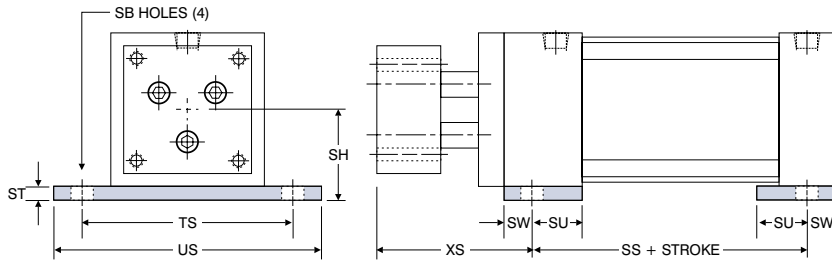 SB HOLES (4)
ST
SH
TS
US
SW
SU
SU
SW
XS
SS + STROKE